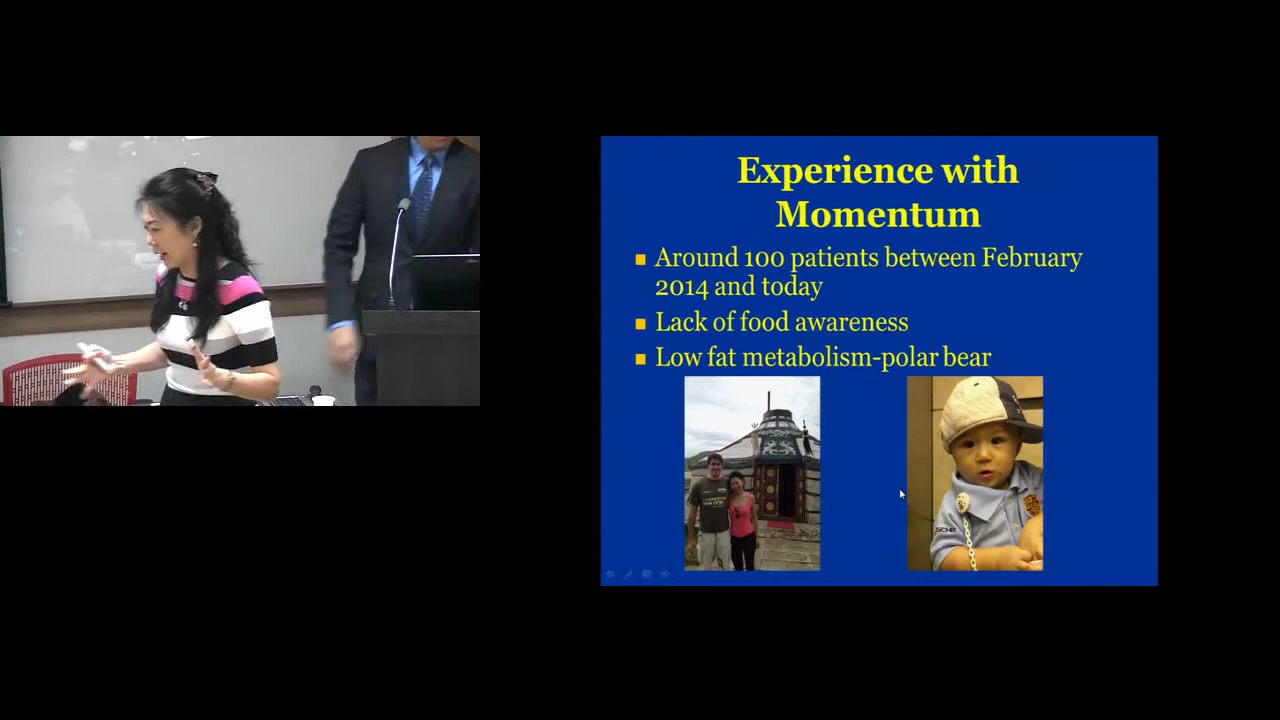 Experience with
Momentum
Around 100 patients between February
2014 and today
Lack of food awareness
Low fat metabolism-polar bear
SCHE